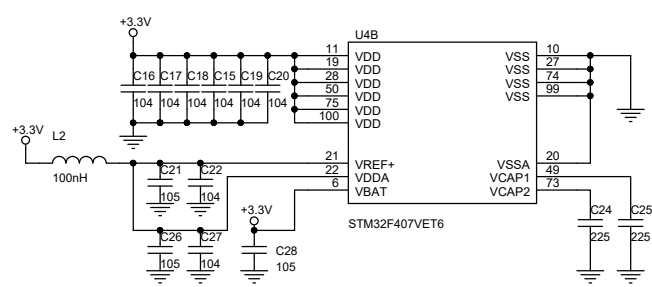 +3.3V
U4B
C16 C17 C18 C15 C19 C20
104 104 104 104 104 104
11 VDD VSS 10
19 VDD VSS 27
28 VDD VSS 74
50 VDD VSS 99
75 VDD
100 VDD
+3.3V
L2
100nH
21 VREF+ VSSA 20
22 VDDA VCAP1 49
6 VBAT VCAP2 73
C21 C22
105 104
+3.3V
STM32F407VET6
C24 C25
225 225
C26 C27
105 104
C28
105